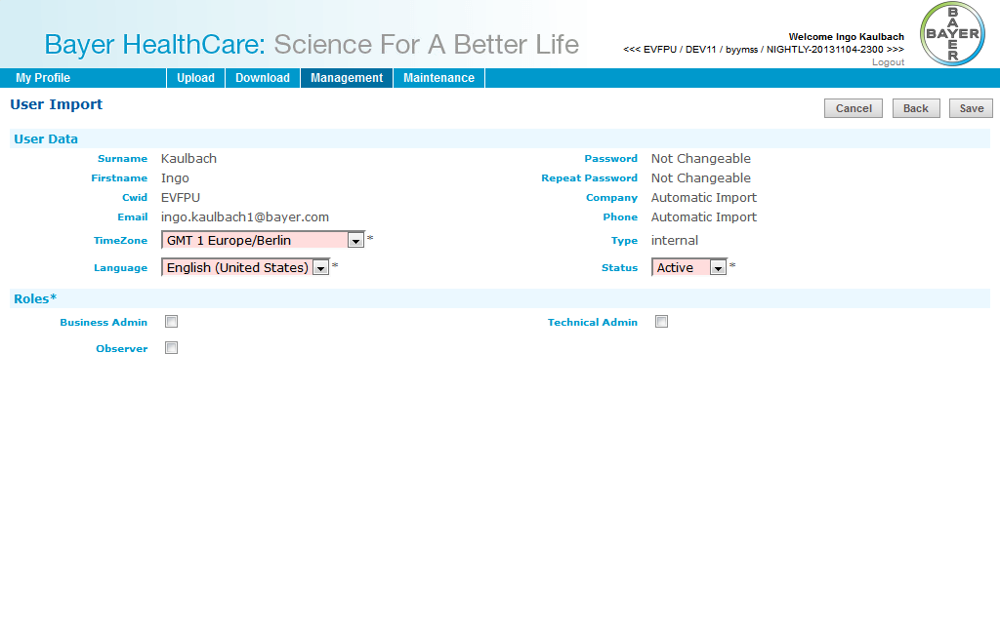 Bayer HealthCare: Science For A Better Life
Welcome Ingo Kaulbach
<<< EVFPU / DEV11 / byymss / NIGHTLY-20131104-2300 >>>
Logout
BAYER
BAYER
My Profile Upload Download Management Maintenance
User Import
Cancel Back Save
User Data
Surname Kaulbach Password Not Changeable
Firstname Ingo Repeat Password Not Changeable
Cwid EVFPU Company Automatic Import
Email ingo.kaulbach1@bayer.com Phone Automatic Import
TimeZone GMT 1 Europe/Berlin * Type internal
Language English (United States) * Status Active *
Roles*
Business Admin Technical Admin
Observer